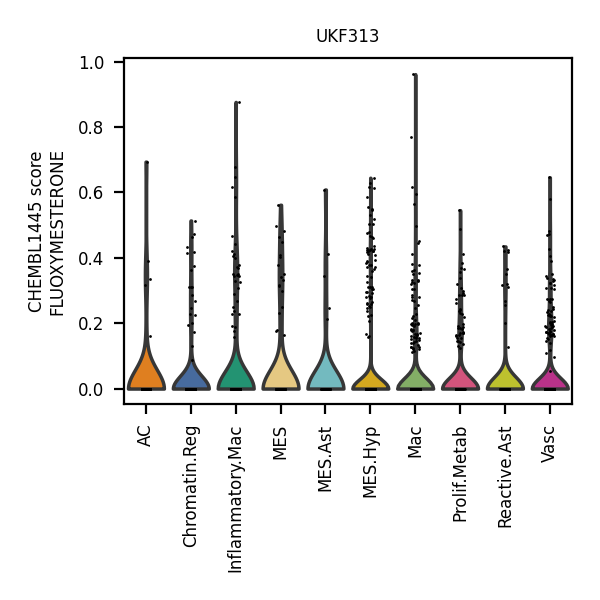 UKF313
CHEMBL1445 score
FLUOXYMESTERONE
1.0
0.8
0.6
0.4
0.2
0.0
AC
Chromatin.Reg
Inflammatory.Mac
MES
MES.Ast
MES.Hyp
Mac
Prolif.Metab
Reactive.Ast
Vasc